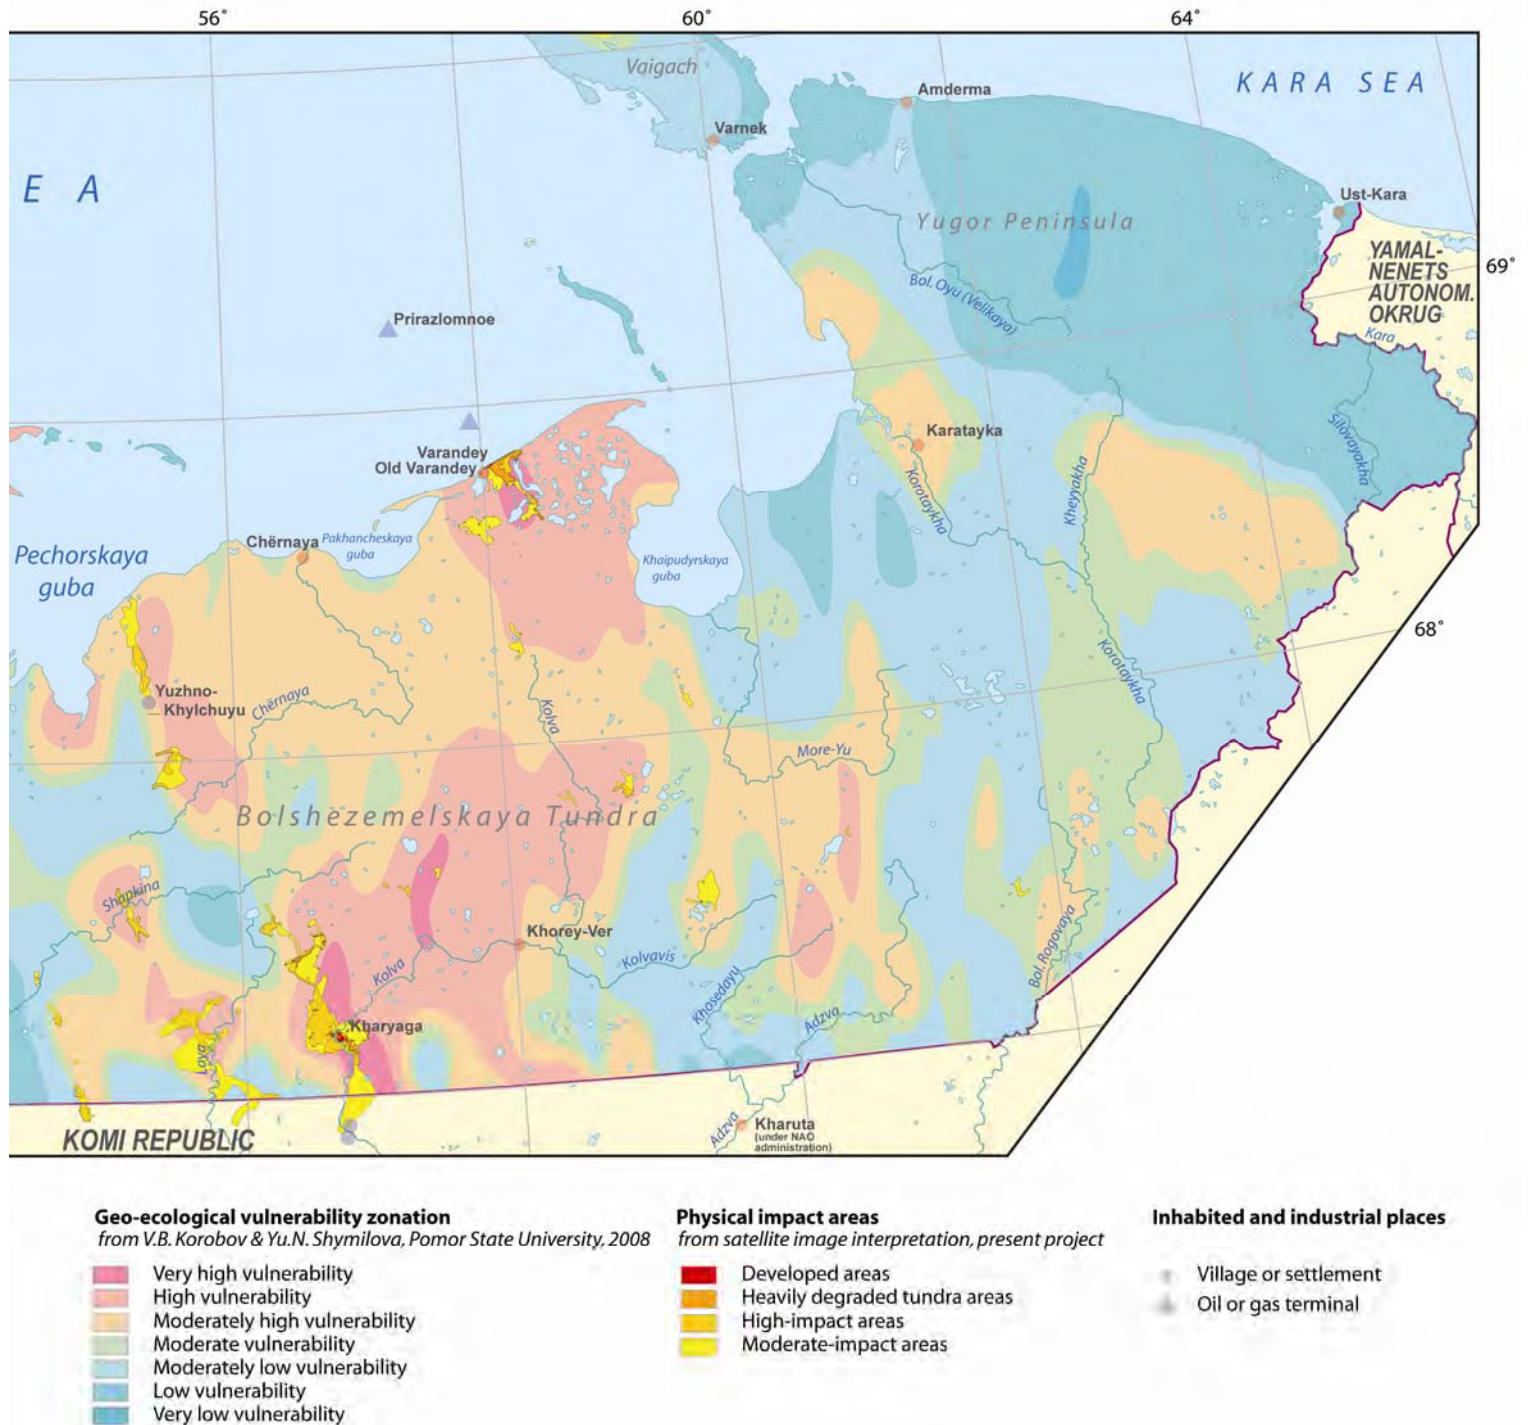 56°
60°
64°
Vaigach
KARA SEA
Amderma
Varnek
E A
Ust-Kara
Yugor Peninsula
YAMAL-
NENETS
AUTONOM.
OKRUG
69°
Bol. Oyu (Velikaya)
Prirazlomnoe
Kara
Silovayakha
Karatayka
Varandey
Old Varandey
Korotaykha
Kheyyakha
Chërnaya
Pakhancheskaya
guba
Pechorskaya
guba
Khaipudyrskaya
guba
68°
Korotaykha
Yuzhno-
Khylchuyu
Chërnaya
Kolva
More-Yu
Bolshezemelskaya Tundra
Shapkina
Khorey-Ver
Bol. Rogovaya
Kolvavis
Kolva
Khosedayu
Adzva
Kharyaga
Laya
Adzva
Kharuta
(under NAO
administration)
KOMI REPUBLIC
Geo-ecological vulnerability zonation
from V.B. Korobov & Yu.N. Shymilova, Pomor State University, 2008
Very high vulnerability
High vulnerability
Moderately high vulnerability
Moderate vulnerability
Moderately low vulnerability
Low vulnerability
Very low vulnerability
Physical impact areas
from satellite image interpretation, present project
Developed areas
Heavily degraded tundra areas
High-impact areas
Moderate-impact areas
Inhabited and industrial places
Village or settlement
Oil or gas terminal